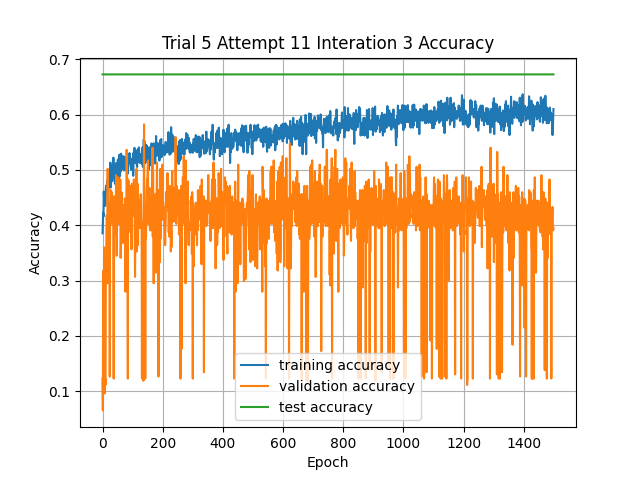 Trial 5 Attempt 11 Interation 3 Accuracy
0.7
0.6
0.5
0.4
0.3
0.2
0.1
Accuracy
training accuracy
validation accuracy
test accuracy
0 200 400 600 800 1000 1200 1400
Epoch